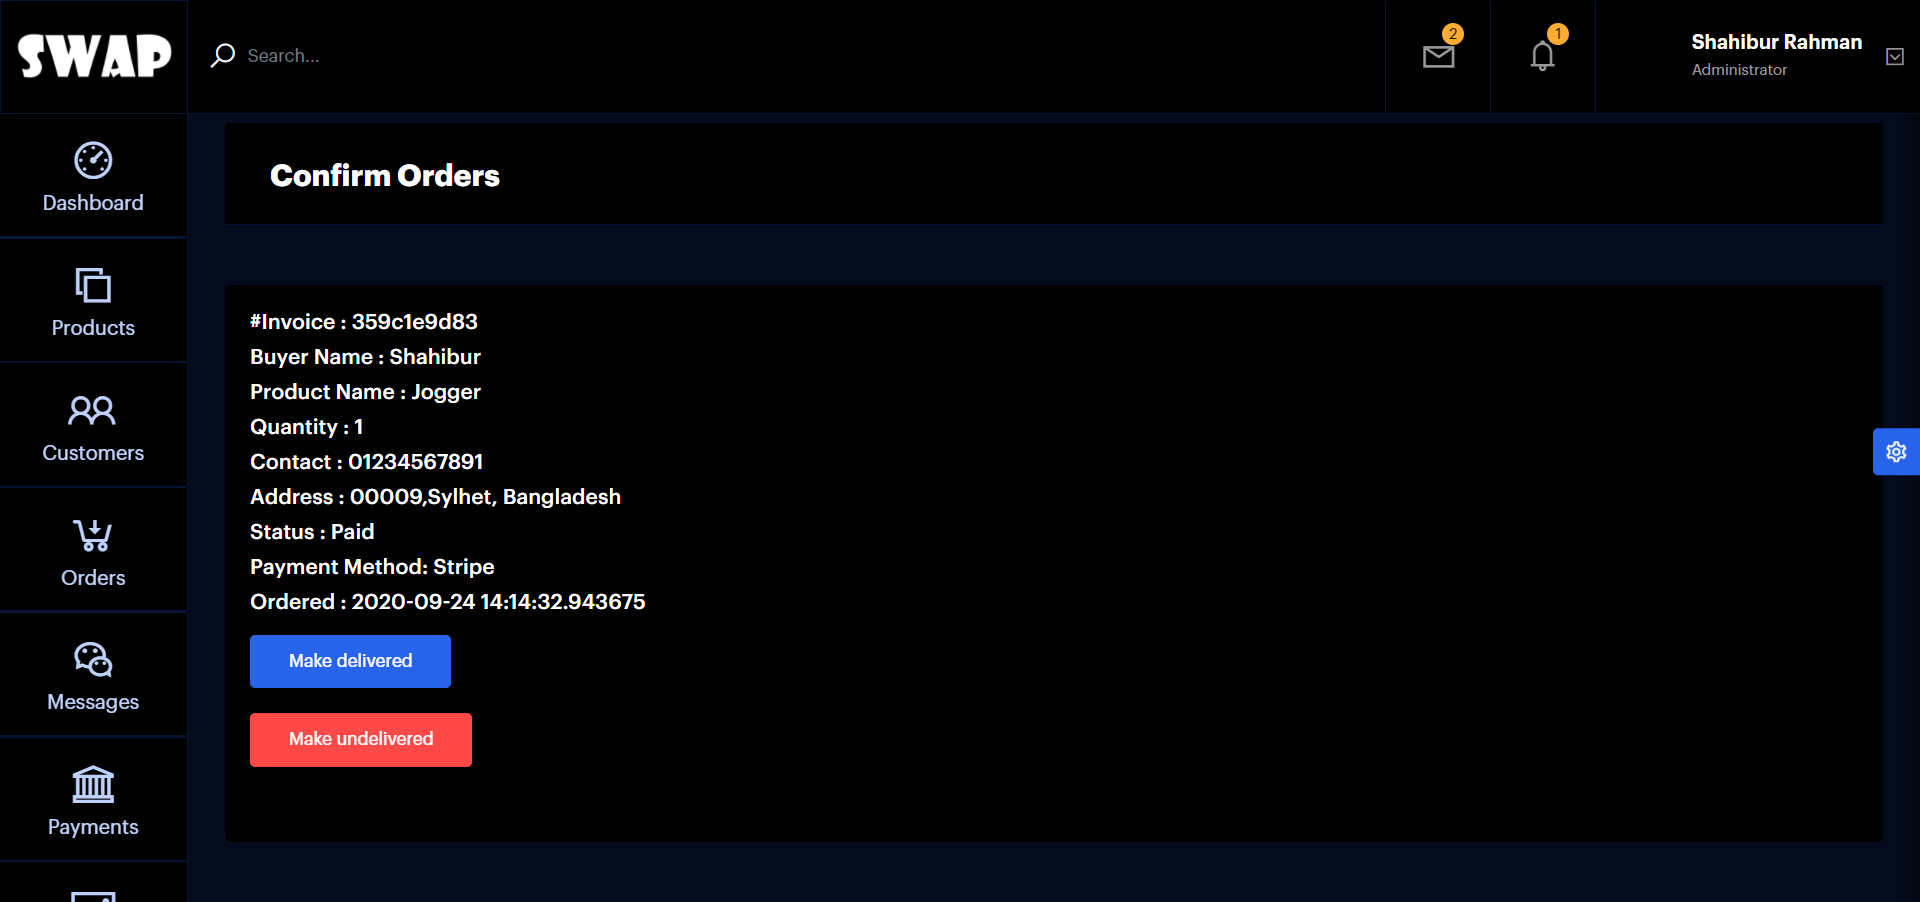 SWAP
Search...
2
1
Shahibur Rahman
Administrator
Dashboard
Products
Customers
Orders
Messages
Payments
Confirm Orders
#Invoice : 359c1e9d83
Buyer Name : Shahibur
Product Name : Jogger
Quantity : 1
Contact : 01234567891
Address : 00009,Sylhet, Bangladesh
Status : Paid
Payment Method: Stripe
Ordered : 2020-09-24 14:14:32.943675
Make delivered
Make undelivered